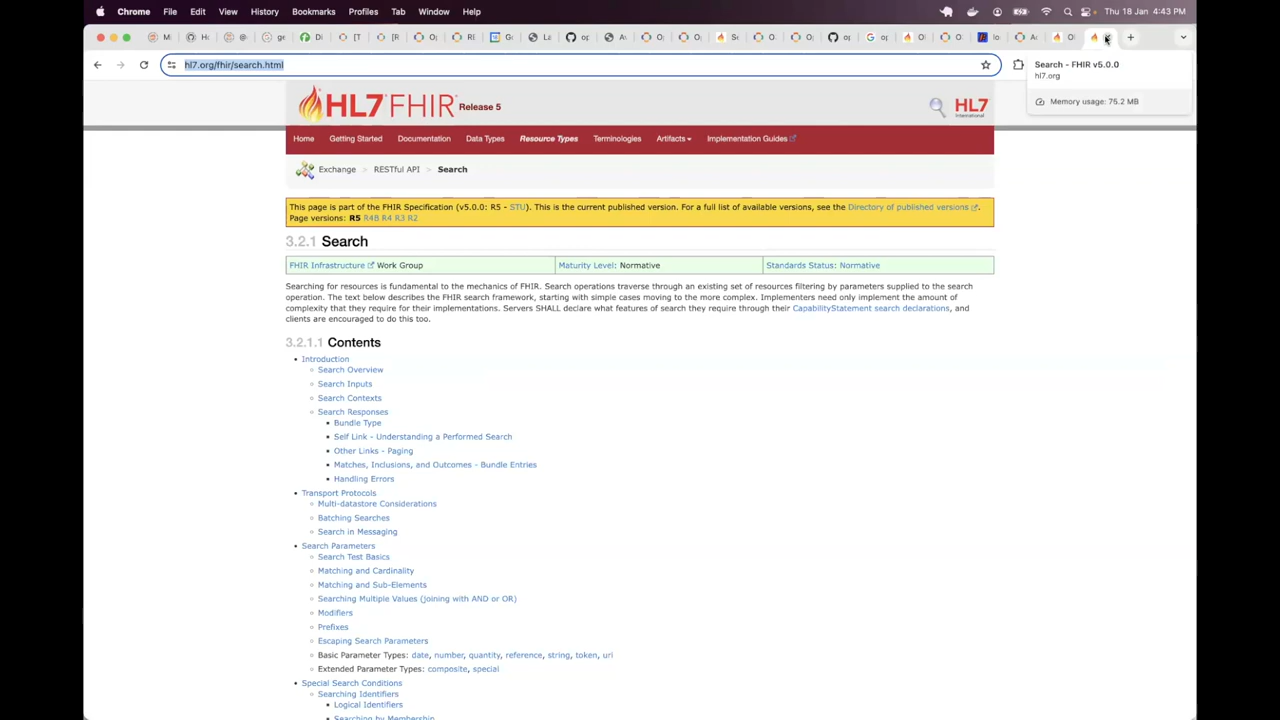 Chrome File Edit View History Bookmarks Profiles Tab Window Help Thu 18 Jan 4:43 PM
hl7.org/fhir/search.html
Search – FHIR v5.0.0
hl7.org
Memory usage: 75.2 MB
HL7 FHIR Release 5
HL7 International
Home Getting Started Documentation Data Types Resource Types Terminologies Artifacts Implementation Guides
Exchange > RESTful API > Search
This page is part of the FHIR Specification (v5.0.0: R5 - STU). This is the current published version. For a full list of available versions, see the Directory of published versions.
Page versions: R5 R4B R4 R3 R2
3.2.1 Search
FHIR Infrastructure Work Group Maturity Level: Normative Standards Status: Normative
Searching for resources is fundamental to the mechanics of FHIR. Search operations traverse through an existing set of resources filtering by parameters supplied to the search
operation. The text below describes the FHIR search framework, starting with simple cases moving to the more complex. Implementers need only implement the amount of
complexity that they require for their implementations. Servers SHALL declare what features of search they require through their CapabilityStatement search declarations, and
clients are encouraged to do this too.
3.2.1.1 Contents
Introduction
Search Overview
Search Inputs
Search Contexts
Search Responses
Bundle Type
Self Link - Understanding a Performed Search
Other Links - Paging
Matches, Inclusions, and Outcomes - Bundle Entries
Handling Errors
Transport Protocols
Multi-datastore Considerations
Batching Searches
Search in Messaging
Search Parameters
Search Test Basics
Matching and Cardinality
Matching and Sub-Elements
Searching Multiple Values (joining with AND or OR)
Modifiers
Prefixes
Escaping Search Parameters
Basic Parameter Types: date, number, quantity, reference, string, token, uri
Extended Parameter Types: composite, special
Special Search Conditions
Searching Identifiers
Logical Identifiers
Searching by Membership